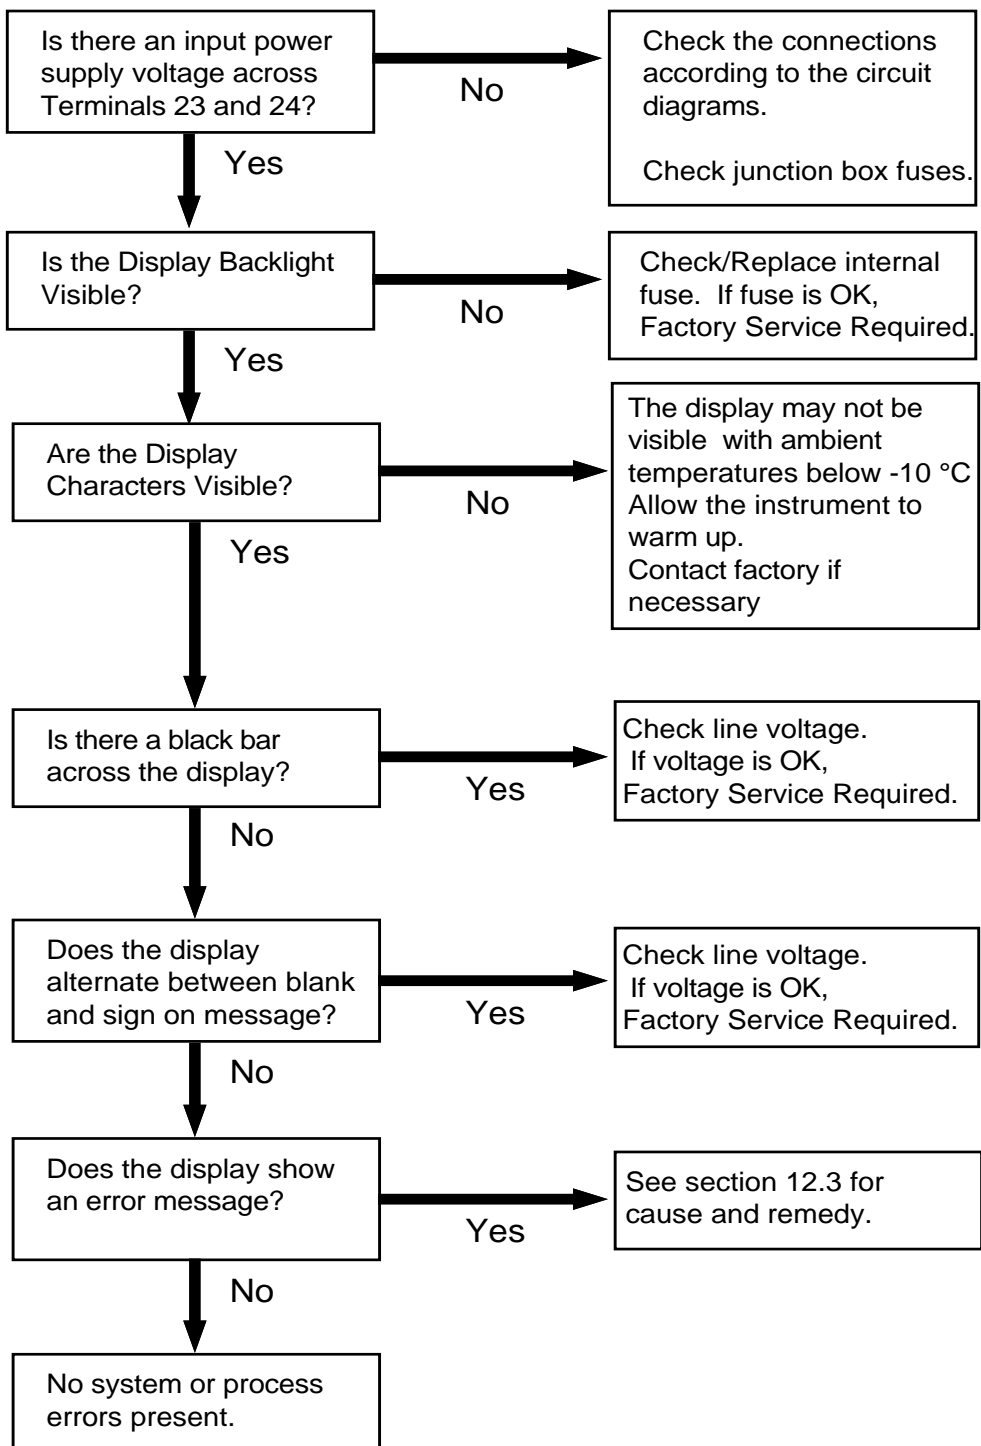 Is there an input power
supply voltage across
Terminals 23 and 24?
No
Check the connections
according to the circuit
diagrams.
Check junction box fuses.
Yes
Is the Display Backlight
Visible?
No
Check/Replace internal
fuse. If fuse is OK,
Factory Service Required.
Yes
Are the Display
Characters Visible?
No
The display may not be
visible with ambient
temperatures below -10 °C
Allow the instrument to
warm up.
Contact factory if
necessary
Yes
Is there a black bar
across the display?
Yes
Check line voltage.
If voltage is OK,
Factory Service Required.
No
Does the display
alternate between blank
and sign on message?
Yes
Check line voltage.
If voltage is OK,
Factory Service Required.
No
Does the display show
an error message?
Yes
See section 12.3 for
cause and remedy.
No
No system or process
errors present.